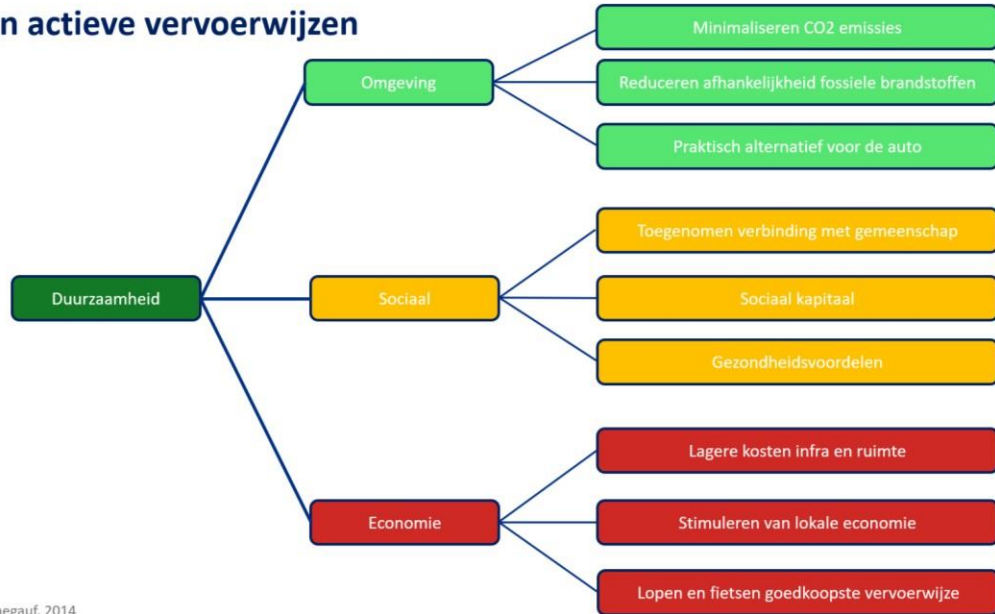 n actieve vervoerwijzen
Minimaliseren CO2 emissies
Omgeving
Reduceren afhankelijkheid fossiele brandstoffen
Praktisch alternatief voor de auto
Toegenomen verbinding met gemeenschap
Duurzaamheid
Sociaal
Sociaal kapitaal
Gezondheidsvoordelen
Lagere kosten infra en ruimte
Economie
Stimuleren van lokale economie
Lopen en fietsen goedkoopste vervoerwijze
egauf, 2014